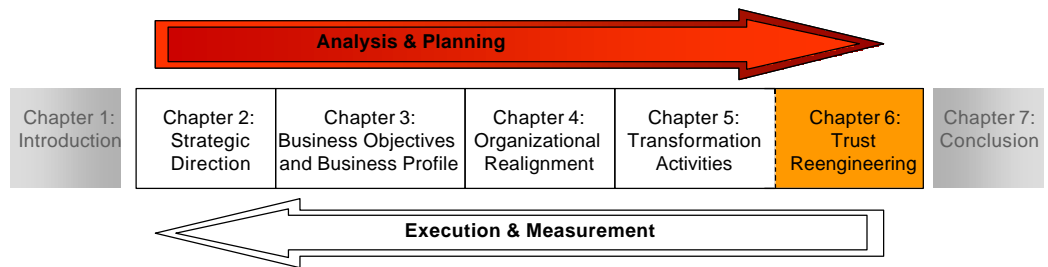 Analysis & Planning
Chapter 1:
Introduction
Chapter 2:
Strategic
Direction
Chapter 3:
Business Objectives
and Business Profile
Chapter 4:
Organizational
Realignment
Chapter 5:
Transformation
Activities
Chapter 6:
Trust
Reengineering
Chapter 7:
Conclusion
Execution & Measurement